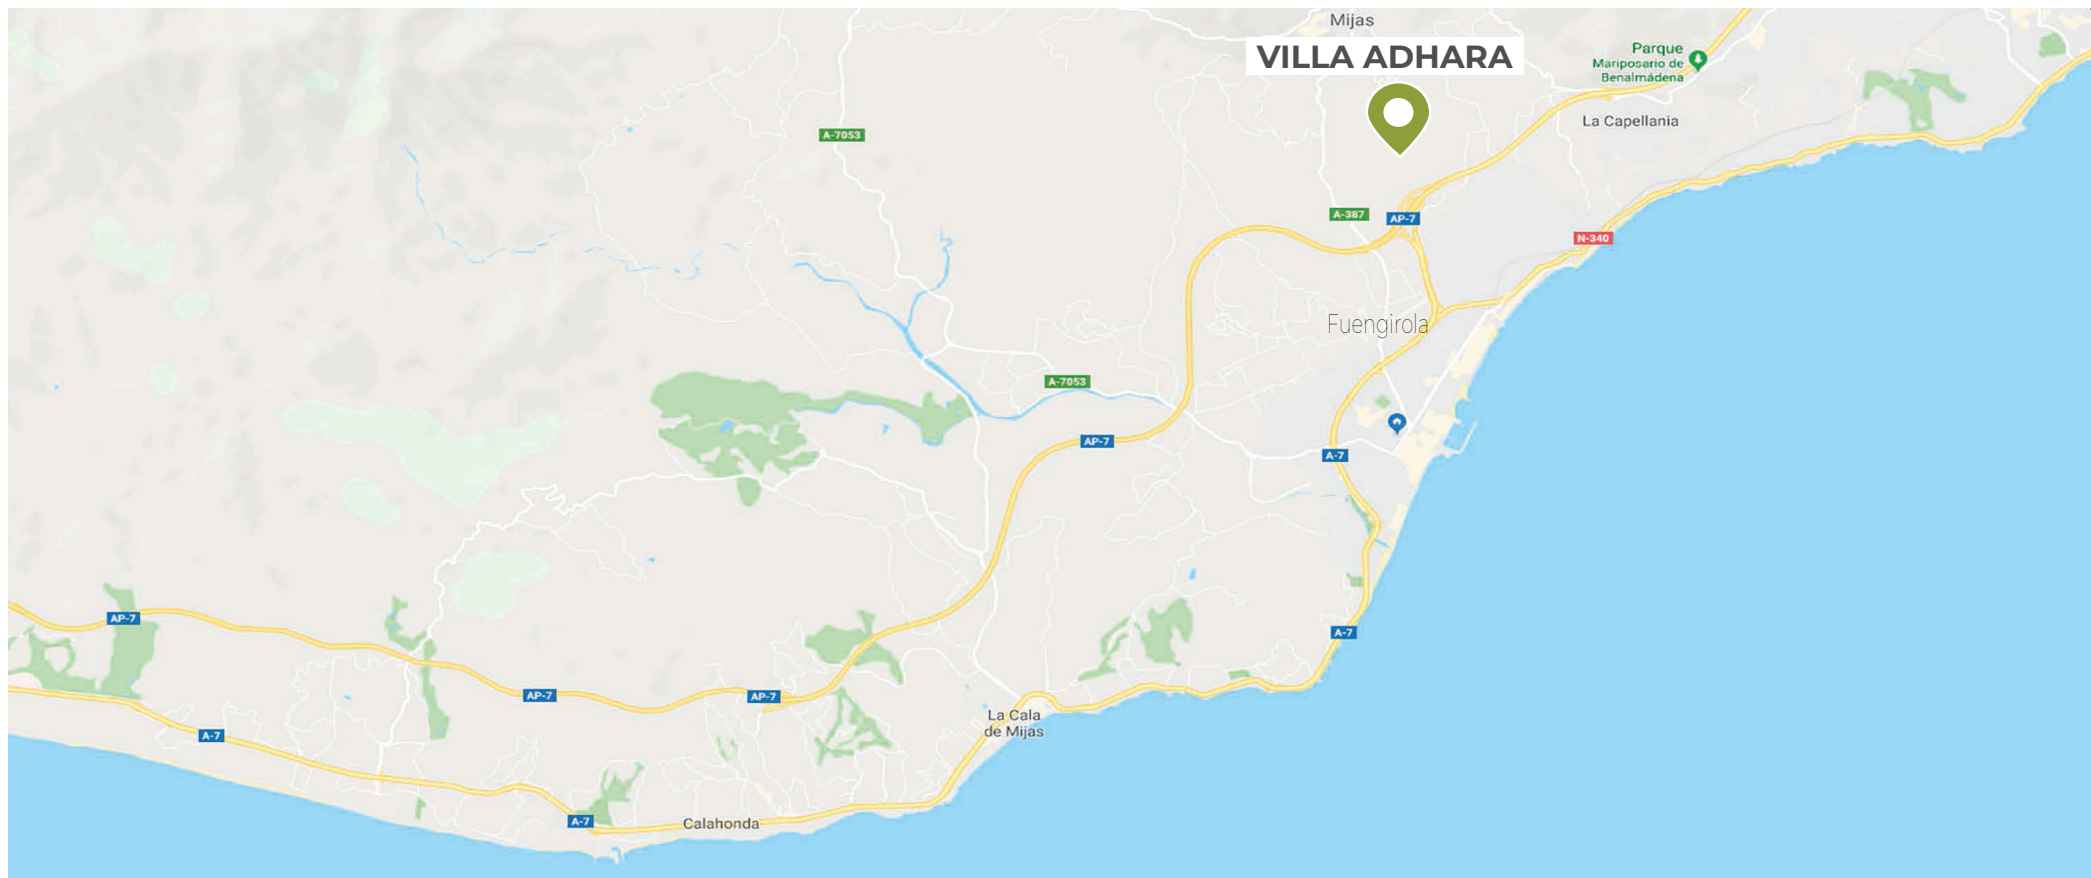 Mijas
VILLA ADHARA
Parque
Mariposario de
Benalmádena
La Capellania
A-7053
A-387
AP-7
N-340
Fuengirola
A-7053
AP-7
A-7
AP-7
A-7
AP-7
AP-7
La Cala
de Mijas
A-7
A-7
Calahonda